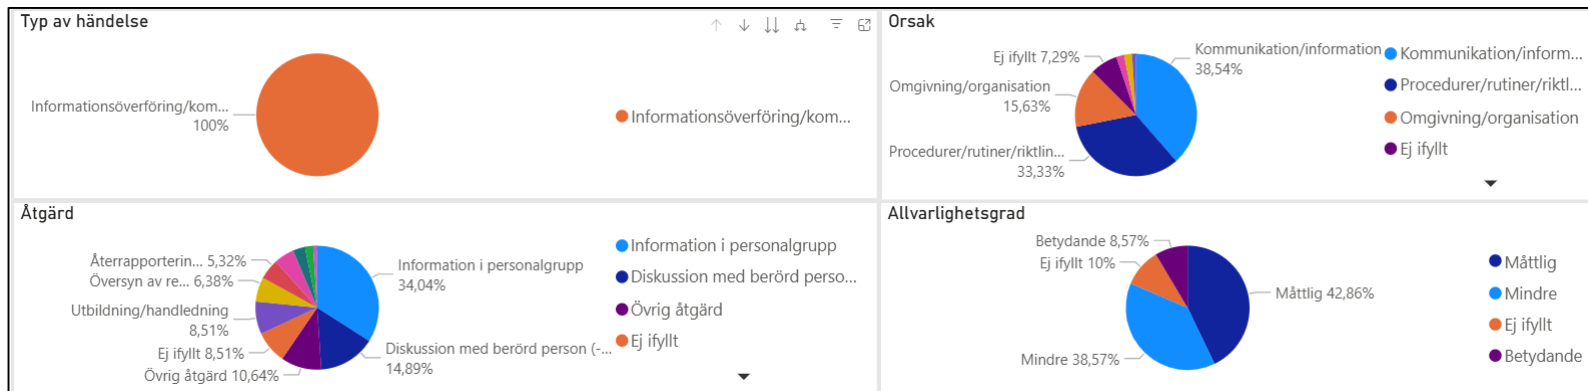 Typ av händelse
Informationsöverföring/kom...
100%
Informationsöverföring/kom...
Orsak
Ej ifyllt 7,29%
Omgivning/organisation
15,63%
Procedurer/rutiner/riktlin...
33,33%
Kommunikation/information
38,54%
Kommunikation/inform...
Procedurer/rutiner/riktl...
Omgivning/organisation
Ej ifyllt
Åtgärd
Återrapporterin... 5,32%
Översyn av re... 6,38%
Utbildning/handledning
8,51%
Ej ifyllt 8,51%
Övrig åtgärd 10,64%
Information i personalgrupp
34,04%
Diskussion med berörd person (-...
14,89%
Information i personalgrupp
Diskussion med berörd perso...
Övrig åtgärd
Ej ifyllt
Allvarlighetsgrad
Betydande 8,57%
Ej ifyllt 10%
Mindre 38,57%
Måttlig 42,86%
Måttlig
Mindre
Ej ifyllt
Betydande